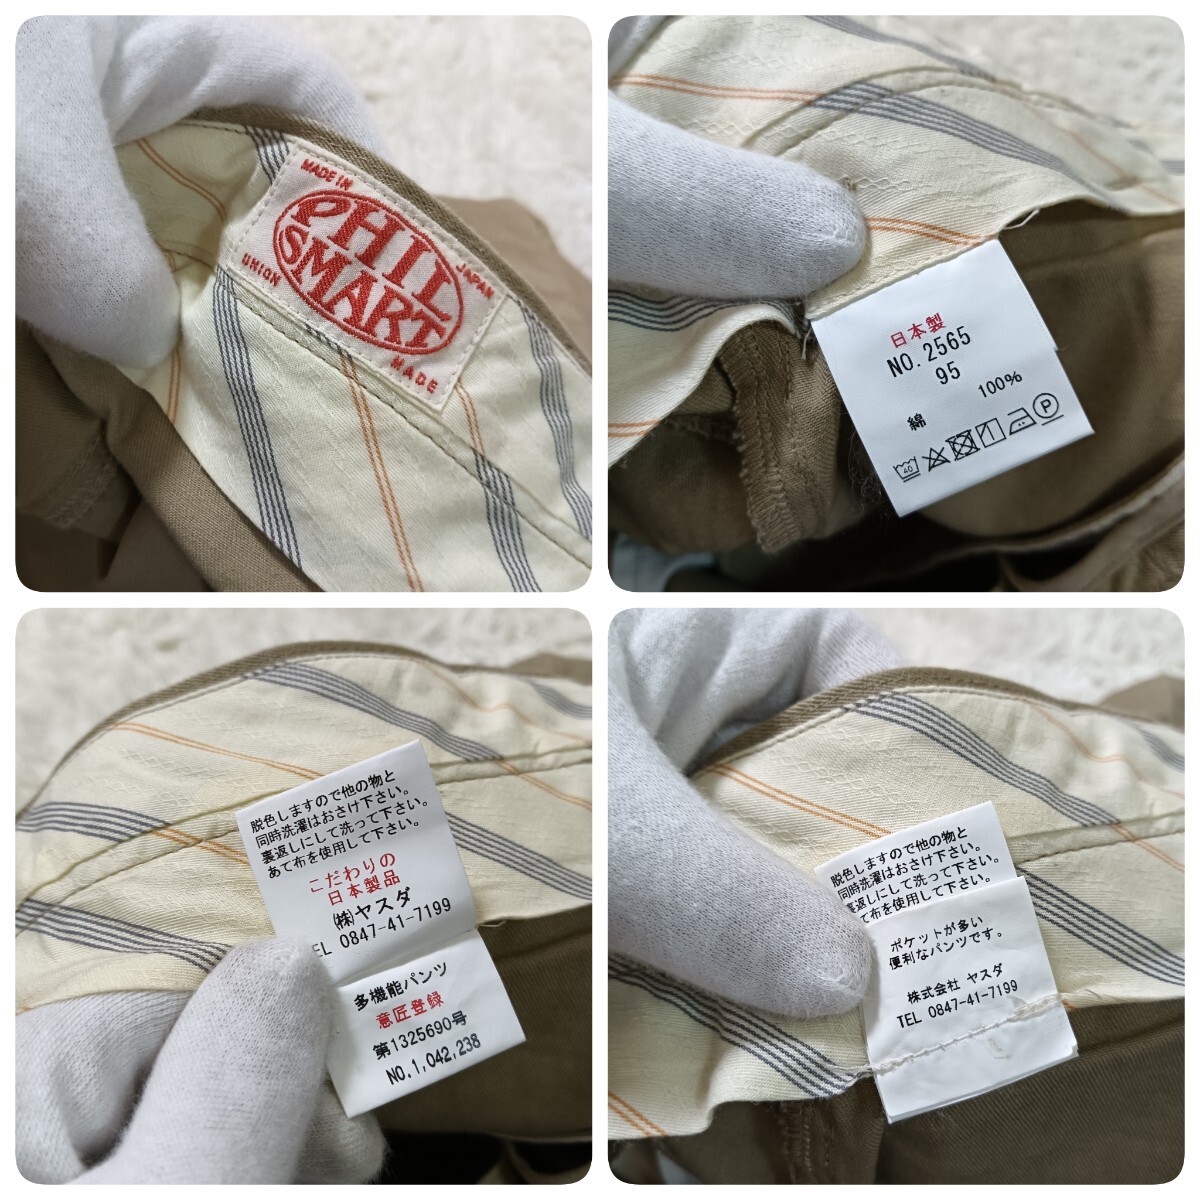 MADE IN
JAPAN
PHIL
SMART
UNION
MADE
日本製
NO. 2565
95
綿 100%
40
P
脱色しますので他の物と
同時洗濯はおさけ下さい。
裏返しにして洗って下さい。
あて布を使用して下さい。
こだわりの
日本製品
㈱ヤスダ
TEL 0847-41-7199
多機能パンツ
意匠登録
第1325690号
NO.1,042,238
脱色しますので他の物と
同時洗濯はおさけ下さい。
裏返しにして洗って下さい。
て布を使用して下さい。
ポケットが多い
便利なパンツです。
株式会社 ヤスダ
TEL 0847-41-7199